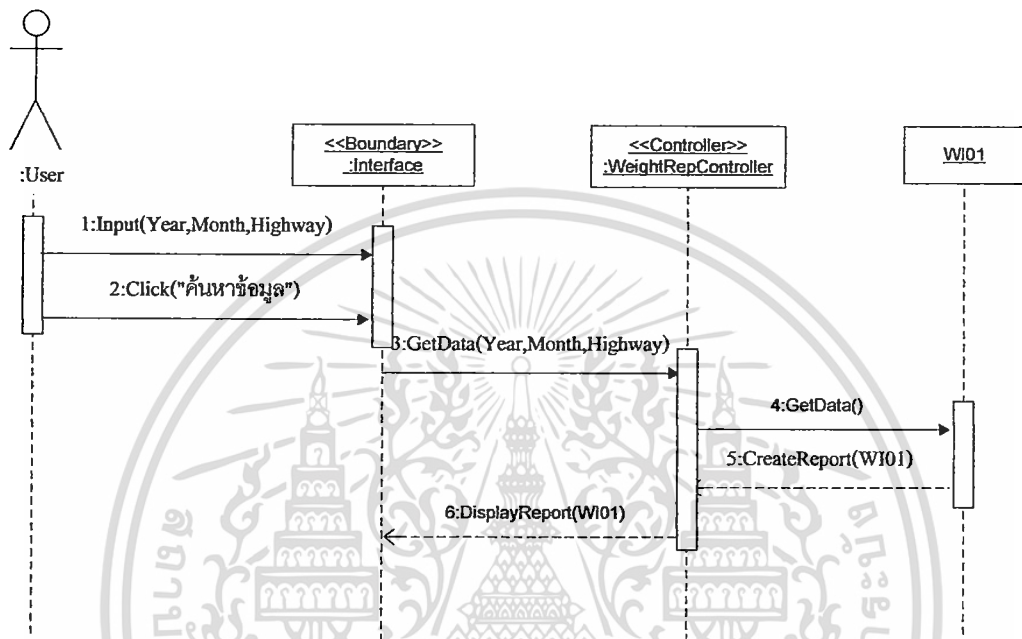 <<Boundary>>
:Interface
<<Controller>>
:WeightRepController
WI01
:User
1:Input(Year,Month,Highway)
2:Click("ค้นหาข้อมูล")
3:GetData(Year,Month,Highway)
4:GetData()
5:CreateReport(WI01)
6:DisplayReport(WI01)